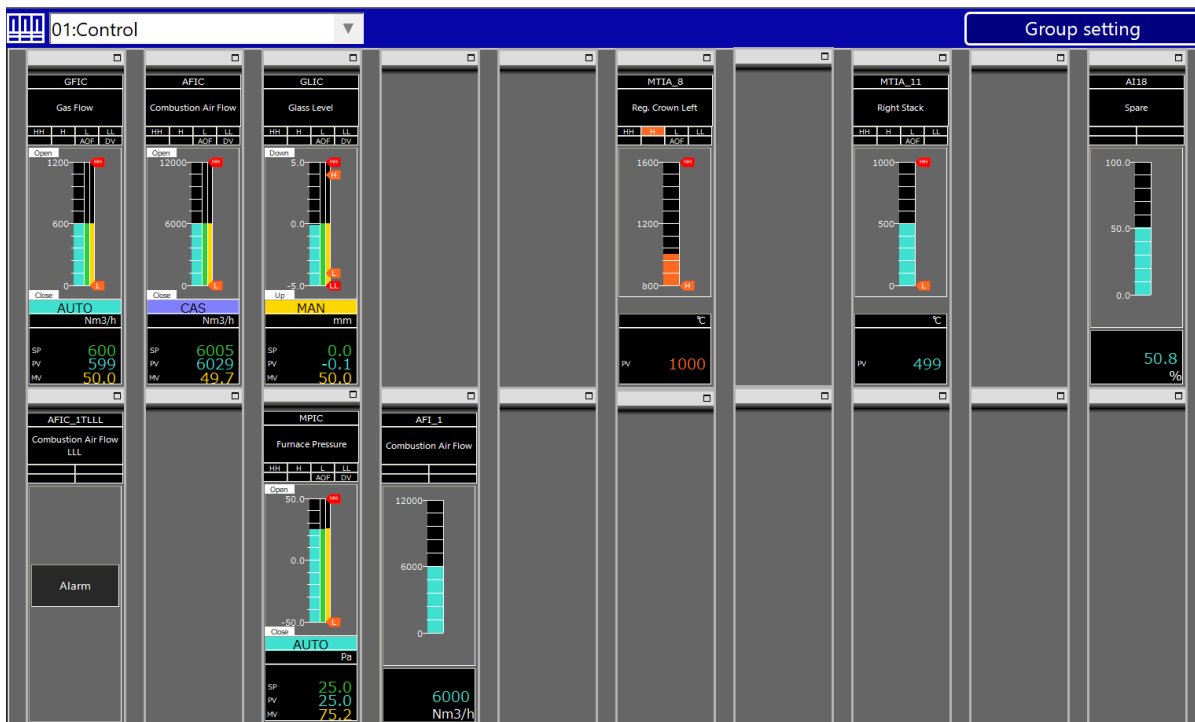 01:Control
Group setting
GFIC
Gas Flow
HH H L LL
AOF DV
Open
1200
HH
600
0
L
Close
AUTO
Nm3/h
SP 600
PV 599
MV 50.0
AFIC
Combustion Air Flow
HH H L LL
AOF DV
Open
12000
HH
6000
0
L
Close
CAS
Nm3/h
SP 6005
PV 6029
MV 49.7
GLIC
Glass Level
HH H L LL
AOF DV
Down
5.0
HH
H
0.0
L
-5.0
LL
Up
MAN
mm
SP 0.0
PV -0.1
MV 50.0
MTIA_8
Reg. Crown Left
HH H L LL
AOF
1600
HH
1200
800
H
℃
PV 1000
MTIA_11
Right Stack
HH H L LL
AOF
1000
HH
500
0
L
℃
PV 499
AI18
Spare
100.0
50.0
0.0
50.8
%
AFIC_1TLLL
Combustion Air Flow
LLL
Alarm
MPIC
Furnace Pressure
HH H L LL
AOF DV
Open
50.0
HH
0.0
-50.0
L
Close
AUTO
Pa
SP 25.0
PV 25.0
MV 75.2
AFI_1
Combustion Air Flow
12000
6000
0
6000
Nm3/h